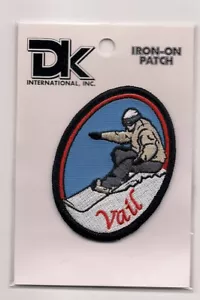 DK
INTERNATIONAL, INC.
IRON-ON
PATCH
Vail